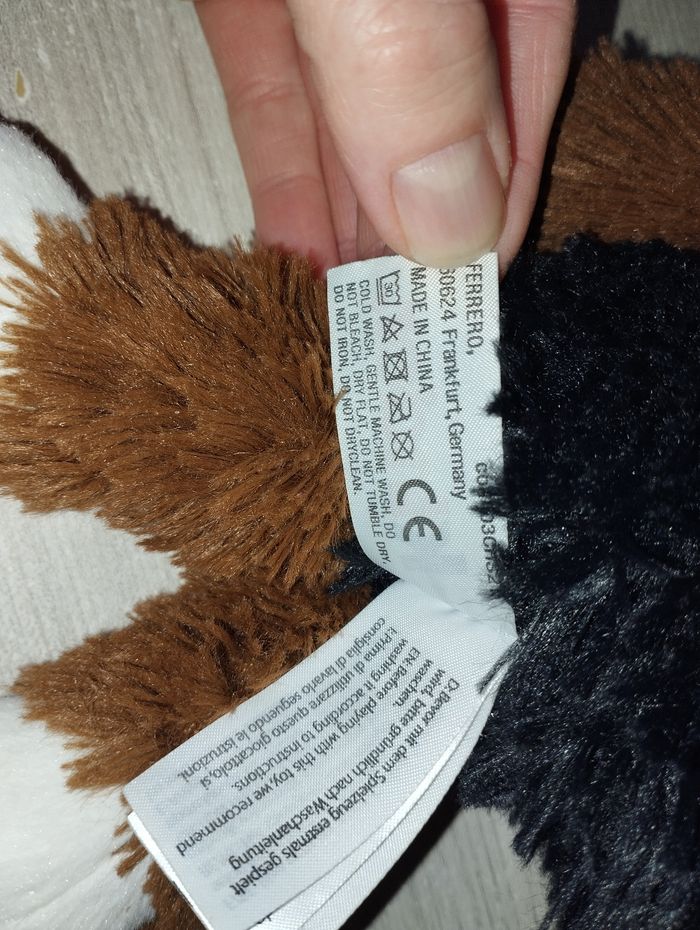 FERRERO,
60624 Frankfurt, Germany
MADE IN CHINA
30
CE
COLD WASH, GENTLE MACHINE WASH, DO
NOT BLEACH, DRY FLAT, DO NOT TUMBLE DRY,
DO NOT IRON, DO NOT DRYCLEAN.
D: Bevor mit dem Spielzeug erstmals gespielt
wird, bitte gründlich nach Waschanleitung
waschen.
EN: Before playing with this toy, we recommend
washing it according to instructions.
I: Prima di utilizzare questo giocattolo, si
consiglia di lavarlo seguendo le istruzioni.